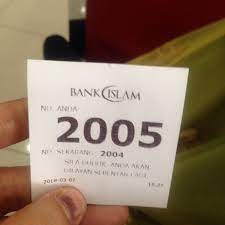 BANK ISLAM
NO. ANDA
2005
NO. SEKARANG 2004
SILA DUDUK, ANDA AKAN
DILAYAN SEBENTAR LAGI